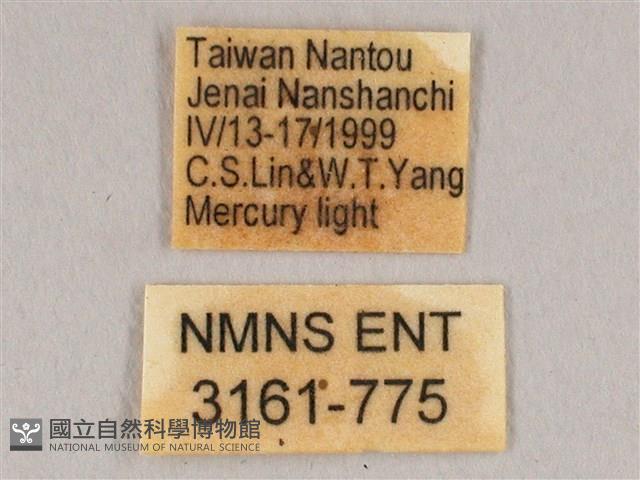 Taiwan Nantou
Jenai Nanshanchi
IV/13-17/1999
C.S.Lin&W.T.Yang
Mercury light
NMNS ENT
3161-775
國立自然科學博物館
NATIONAL MUSEUM OF NATURAL SCIENCE